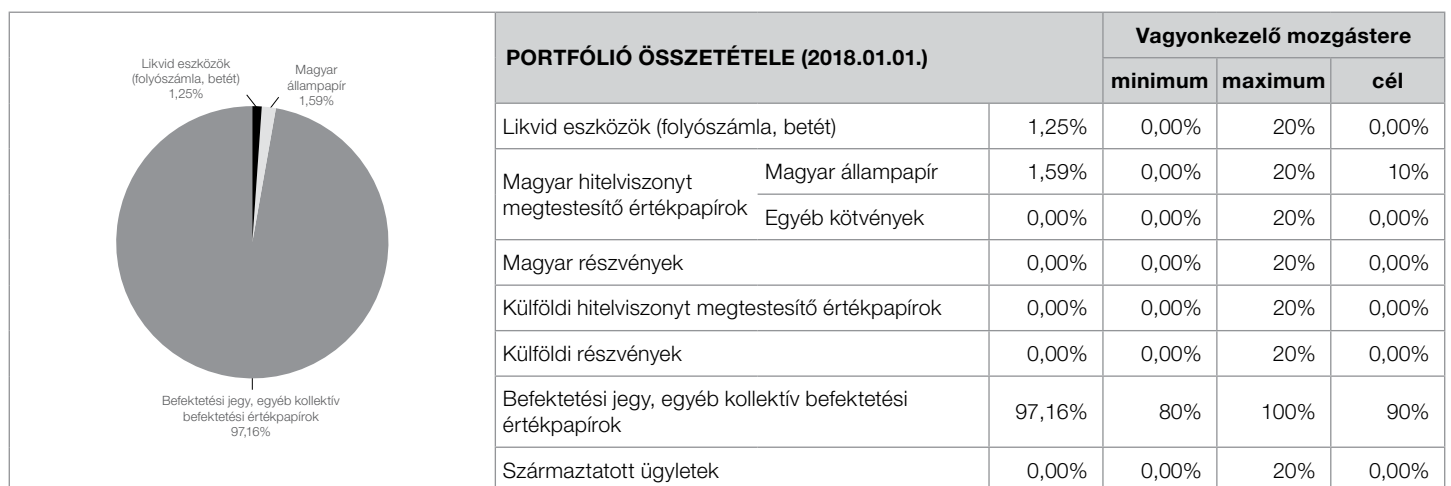 Likvid eszközök
(folyószámla, betét)
1,25%
Magyar
állampapír
1,59%
Befektetési jegy, egyéb kollektív
befektetési értékpapírok
97,16%
PORTFÓLIÓ ÖSSZETÉTELE (2018.01.01.) Vagyonkezelő mozgástere
minimum maximum cél
Likvid eszközök (folyószámla, betét) 1,25% 0,00% 20% 0,00%
Magyar hitelviszonyt
megtestesítő értékpapírok
Magyar állampapír 1,59% 0,00% 20% 10%
Egyéb kötvények 0,00% 0,00% 20% 0,00%
Magyar részvények 0,00% 0,00% 20% 0,00%
Külföldi hitelviszonyt megtestesítő értékpapírok 0,00% 0,00% 20% 0,00%
Külföldi részvények 0,00% 0,00% 20% 0,00%
Befektetési jegy, egyéb kollektív befektetési
értékpapírok 97,16% 80% 100% 90%
Származtatott ügyletek 0,00% 0,00% 20% 0,00%